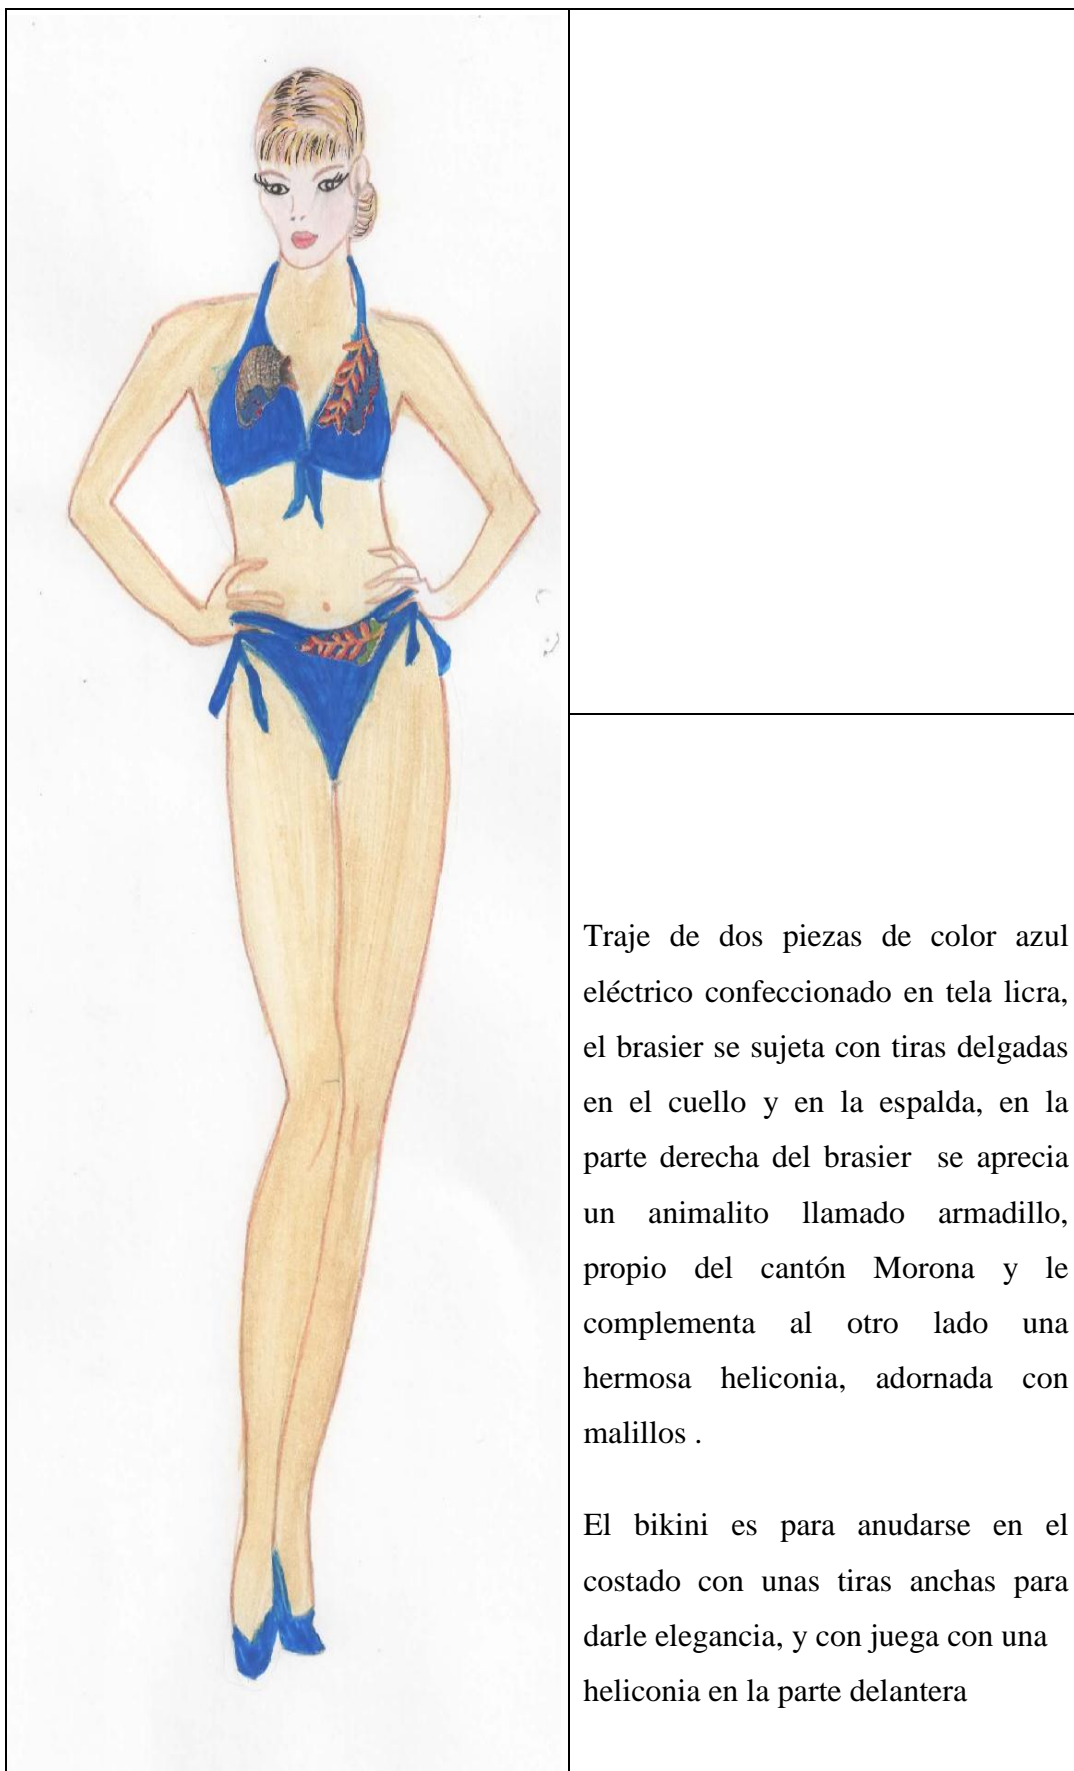 Traje de dos piezas de color azul
eléctrico confeccionado en tela licra,
el brasier se sujeta con tiras delgadas
en el cuello y en la espalda, en la
parte derecha del brasier se aprecia
un animalito llamado armadillo,
propio del cantón Morona y le
complementa al otro lado una
hermosa heliconia, adornada con
malillos .
El bikini es para anudarse en el
costado con unas tiras anchas para
darle elegancia, y con juega con una
heliconia en la parte delantera